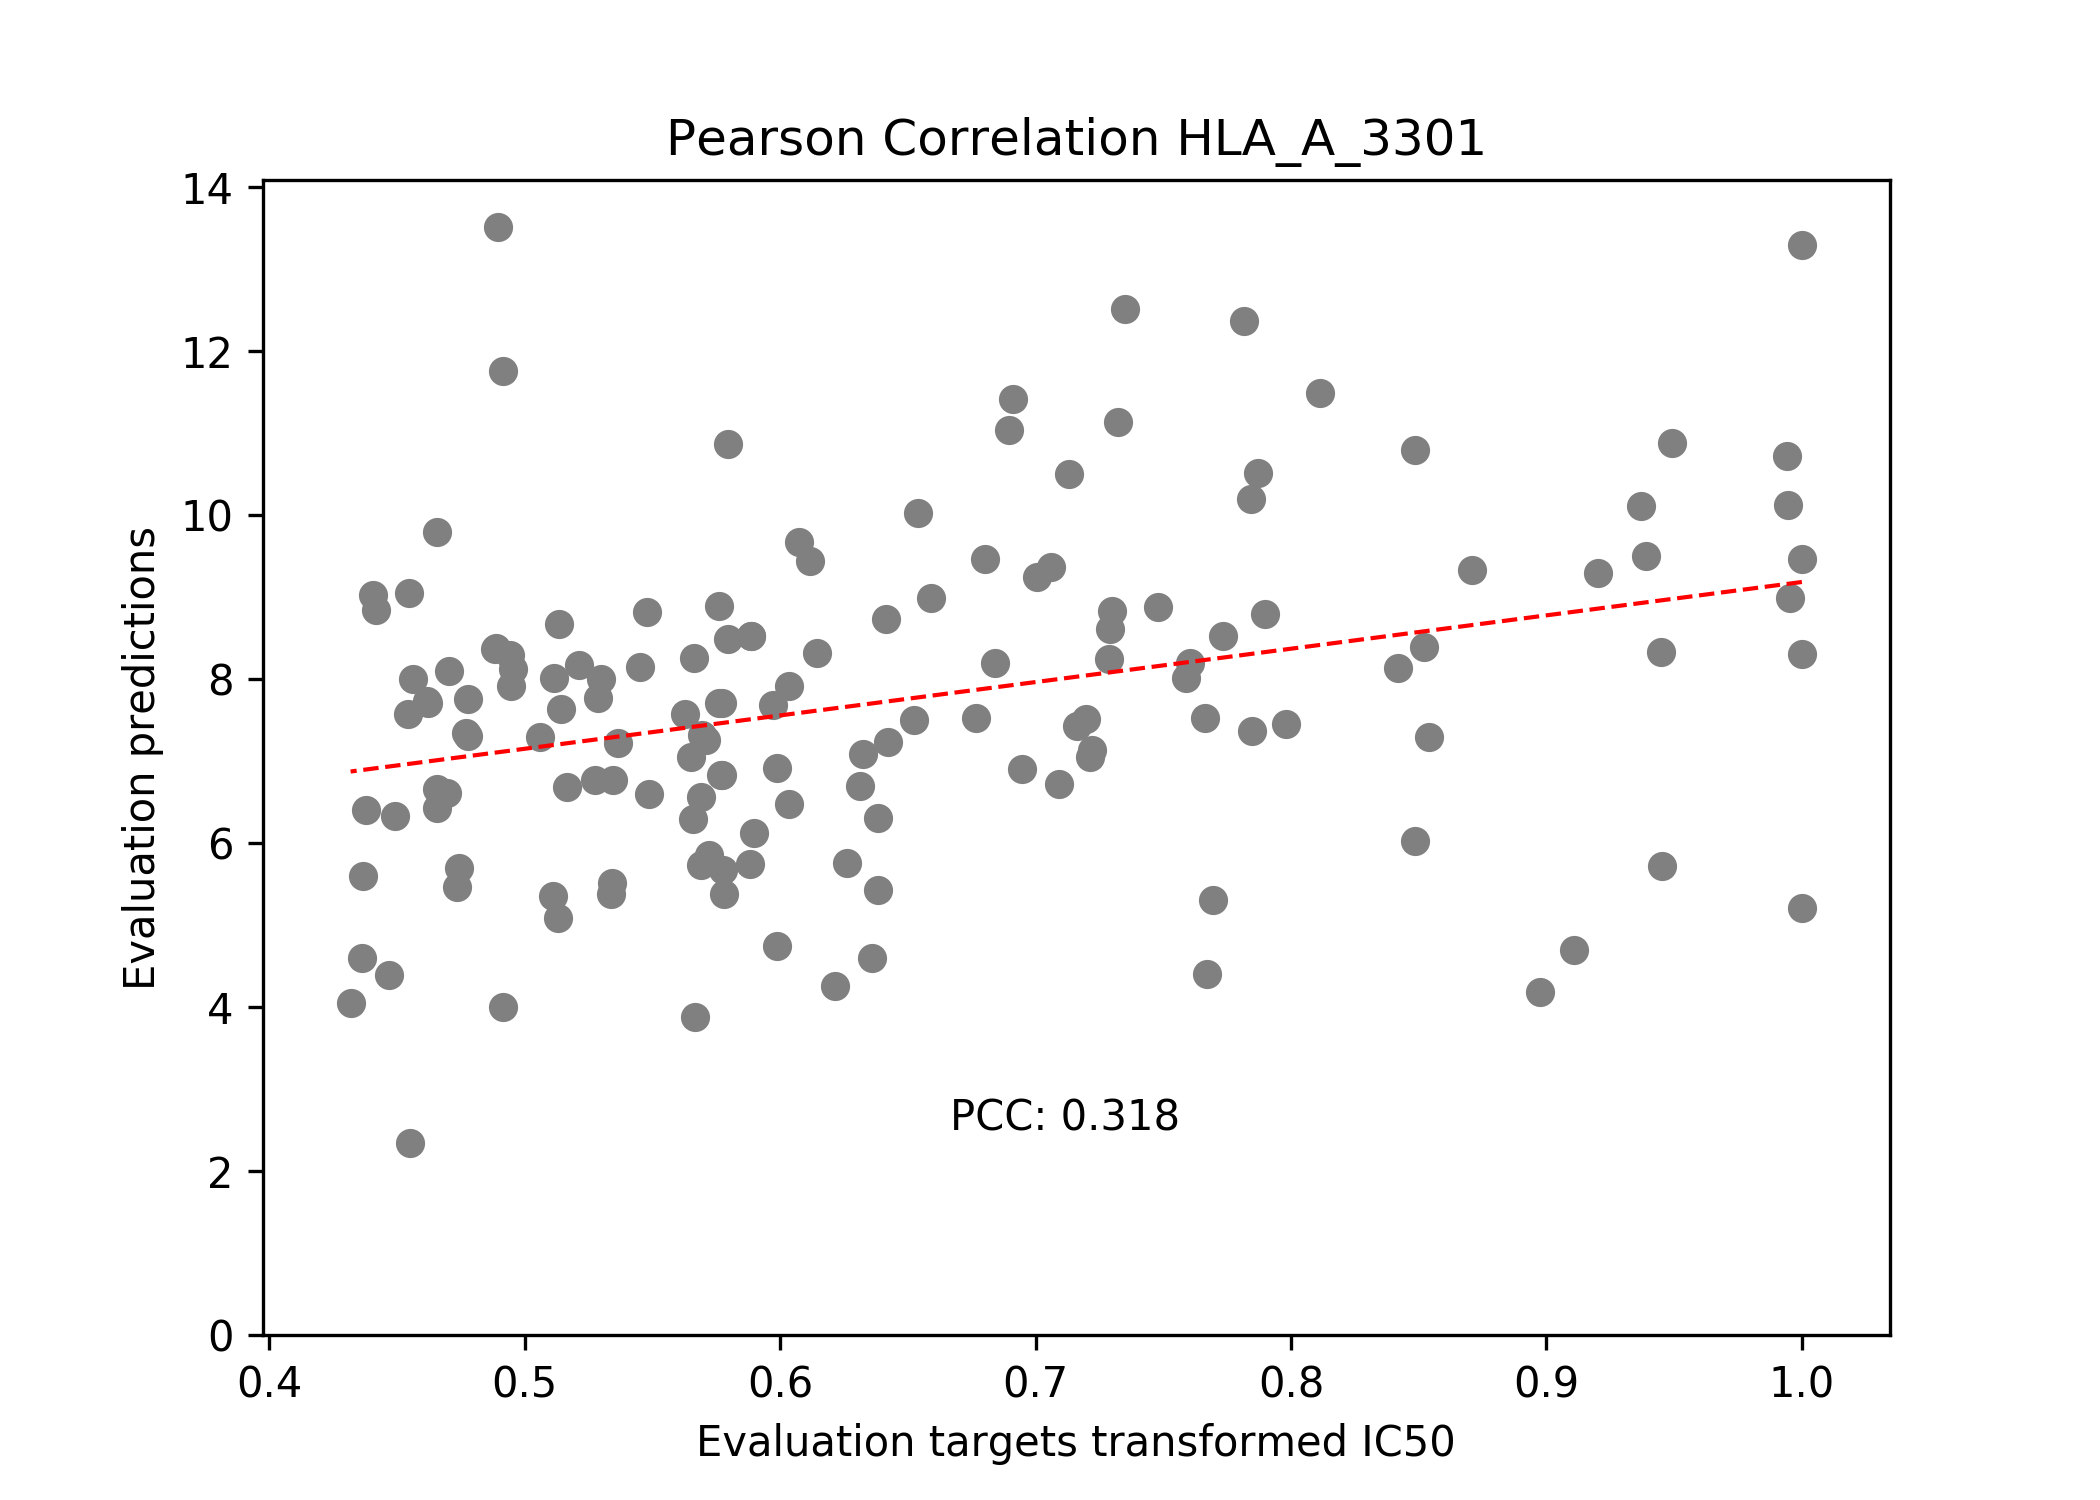 Pearson Correlation HLA_A_3301
14
12
10
8
6
4
2
0
Evaluation predictions
PCC: 0.318
0.4 0.5 0.6 0.7 0.8 0.9 1.0
Evaluation targets transformed IC50